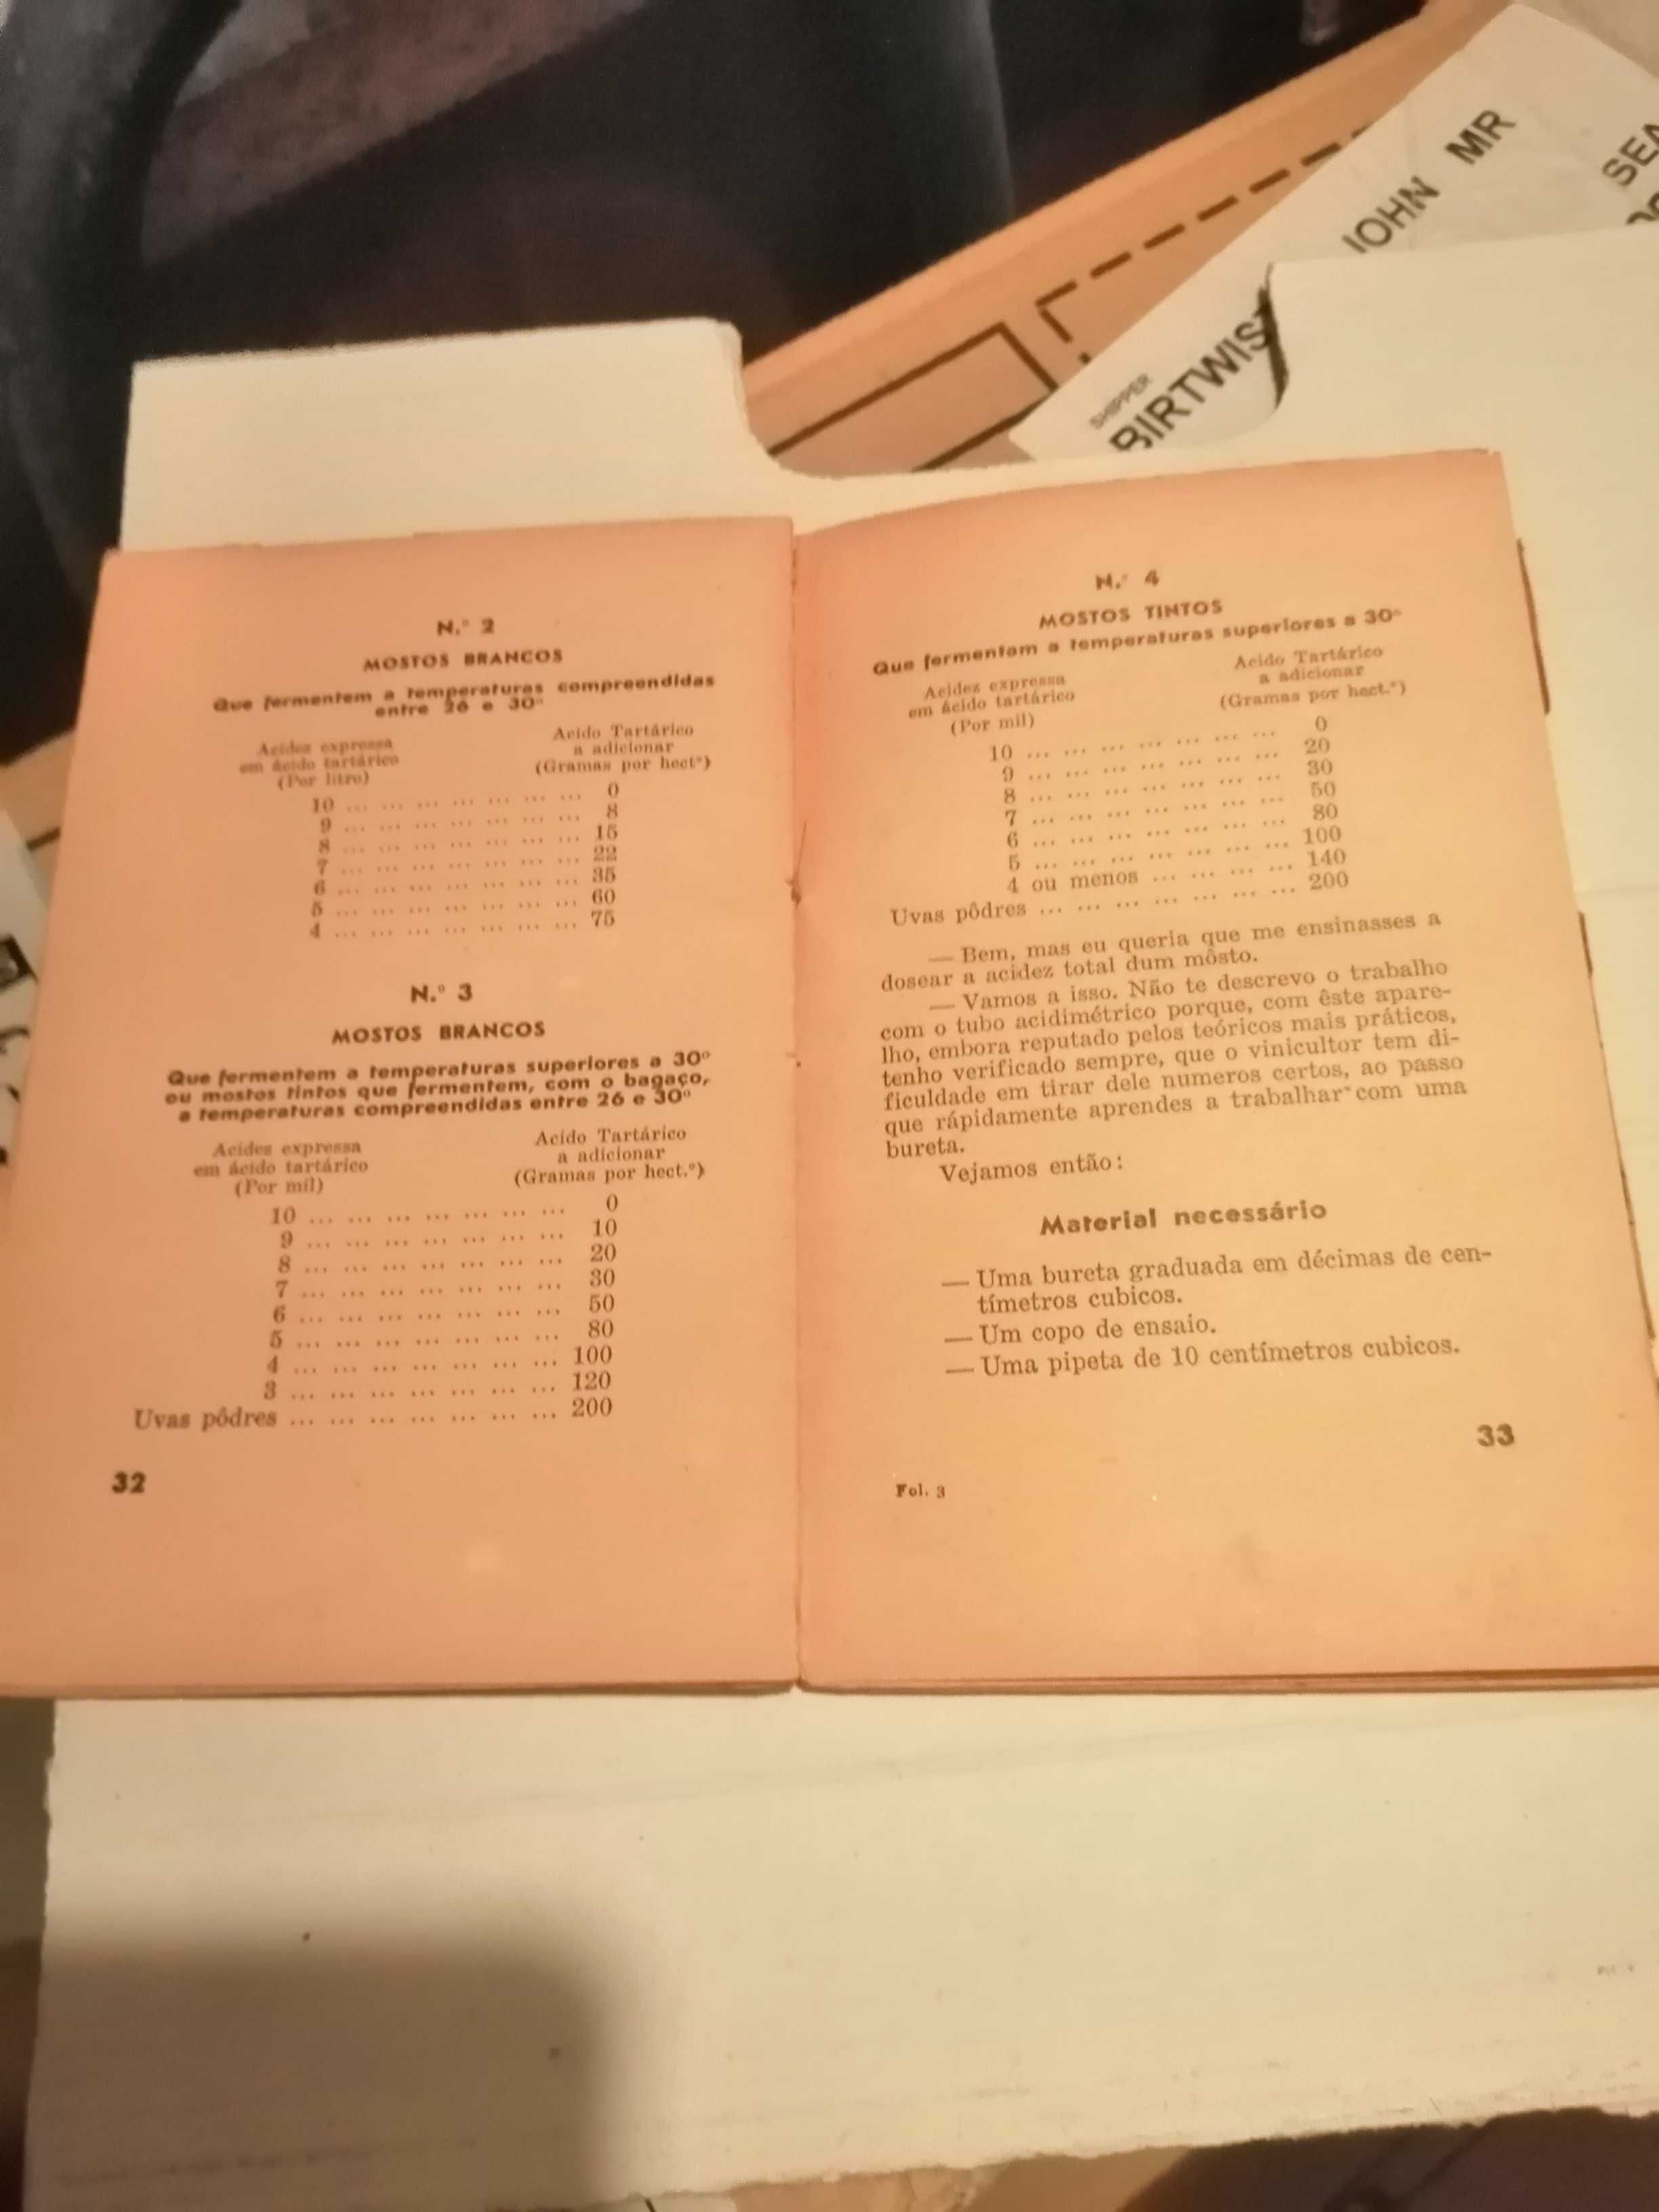 SHIPPER
BIRTWIS
JOHN MR
SEA
N.º 2
MOSTOS BRANCOS
Que fermentem a temperaturas compreendidas
entre 26 e 30º
Acidez expressa
em ácido tartárico
(Por litro)
Acido Tartárico
a adicionar
(Gramas por hectº)
10 ... ... ... ... ... ... ... 0
9 ... ... ... ... ... ... ... 8
8 ... ... ... ... ... ... ... 15
7 ... ... ... ... ... ... ... 22
6 ... ... ... ... ... ... ... 35
5 ... ... ... ... ... ... ... 60
4 ... ... ... ... ... ... ... 75
N.º 3
MOSTOS BRANCOS
Que fermentem a temperaturas superiores a 30º
ou mostos tintos que fermentem, com o bagaço,
a temperaturas compreendidas entre 26 e 30º
Acidez expressa
em ácido tartárico
(Por mil)
Acido Tartárico
a adicionar
(Gramas por hect.º)
10 ... ... ... ... ... ... ... 0
9 ... ... ... ... ... ... ... 10
8 ... ... ... ... ... ... ... 20
7 ... ... ... ... ... ... ... 30
6 ... ... ... ... ... ... ... 50
5 ... ... ... ... ... ... ... 80
4 ... ... ... ... ... ... ... 100
3 ... ... ... ... ... ... ... 120
Uvas pôdres ... ... ... ... ... ... ... 200
32
N.º 4
MOSTOS TINTOS
Que fermentem a temperaturas superiores a 30º
Acidez expressa
em ácido tartárico
(Por mil)
Acido Tartárico
a adicionar
(Gramas por hect.º)
10 ... ... ... ... ... ... ... 0
9 ... ... ... ... ... ... ... 20
8 ... ... ... ... ... ... ... 30
7 ... ... ... ... ... ... ... 50
6 ... ... ... ... ... ... ... 80
5 ... ... ... ... ... ... ... 100
4 ou menos ... ... ... ... 140
Uvas pôdres ... ... ... ... ... ... ... 200
— Bem, mas eu queria que me ensinasses a
dosear a acidez total dum môsto.
— Vamos a isso. Não te descrevo o trabalho
com o tubo acidimétrico porque, com êste apare-
lho, embora reputado pelos teóricos mais práticos,
tenho verificado sempre, que o vinicultor tem di-
ficuldade em tirar dele numeros certos, ao passo
que rápidamente aprendes a trabalhar com uma
bureta.
Vejamos então:
Material necessário
— Uma bureta graduada em décimas de cen-
tímetros cubicos.
— Um copo de ensaio.
— Uma pipeta de 10 centímetros cubicos.
33
Fol. 3